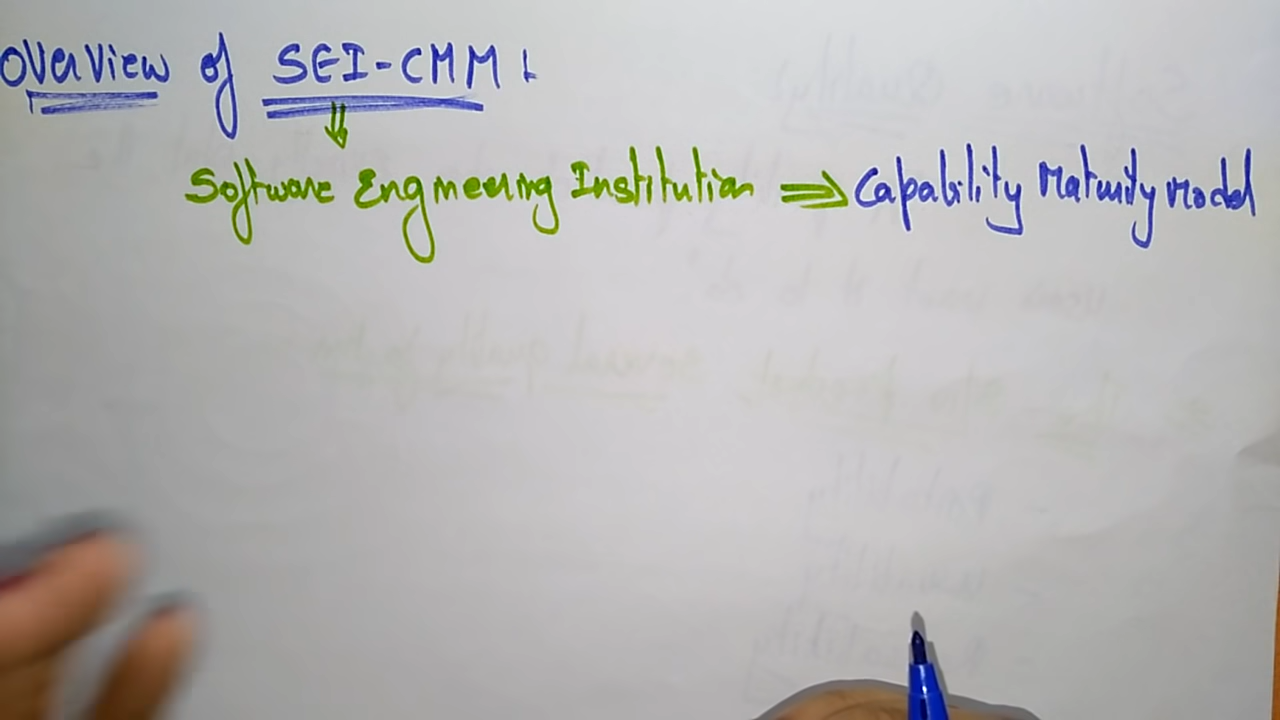 Overview of SEI-CMM :
Software Engineering Institution ⇒ Capability Maturity Model